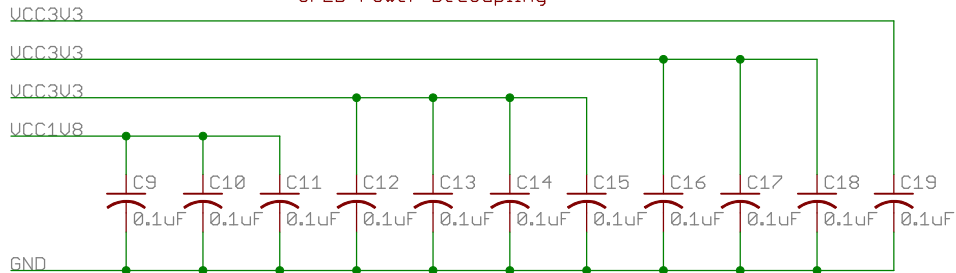 Power Decoupling
VCC3V3
VCC3V3
VCC3V3
VCC1V8
C9 C10 C11 C12 C13 C14 C15 C16 C17 C18 C19
0.1uF 0.1uF 0.1uF 0.1uF 0.1uF 0.1uF 0.1uF 0.1uF 0.1uF 0.1uF 0.1uF
GND